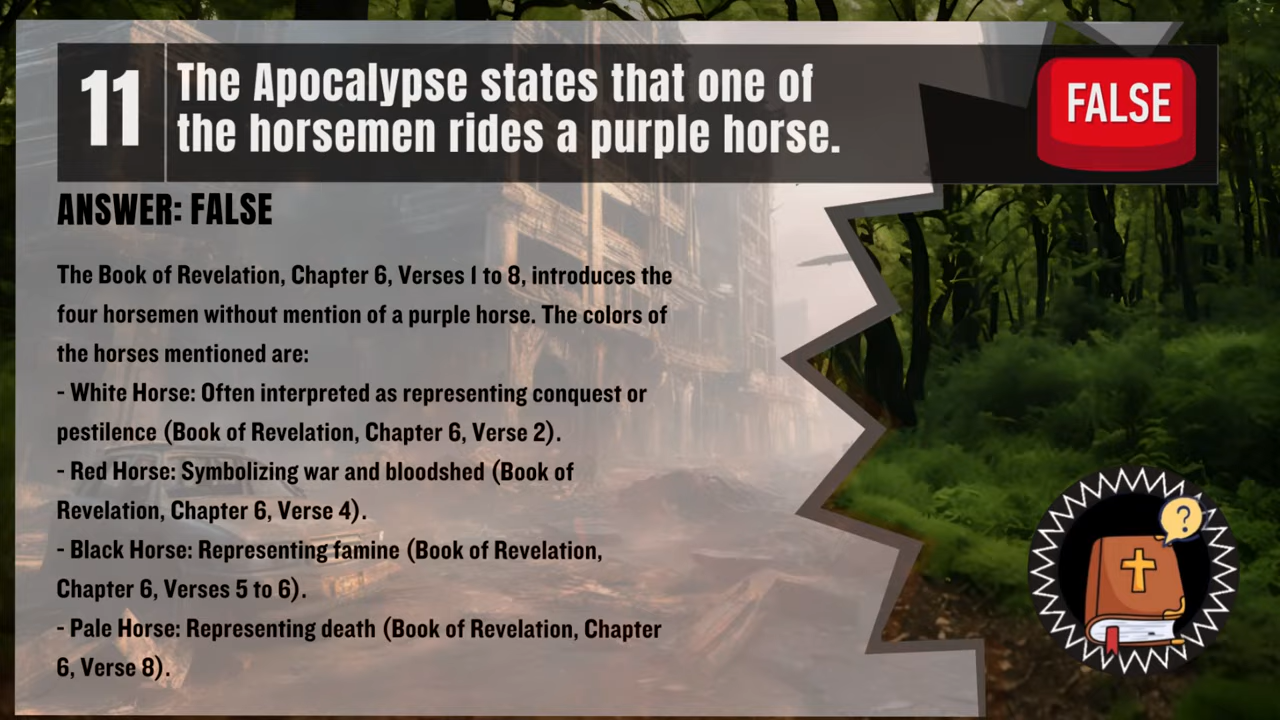 11
The Apocalypse states that one of
the horsemen rides a purple horse.
FALSE
ANSWER: FALSE
The Book of Revelation, Chapter 6, Verses 1 to 8, introduces the
four horsemen without mention of a purple horse. The colors of
the horses mentioned are:
- White Horse: Often interpreted as representing conquest or
pestilence (Book of Revelation, Chapter 6, Verse 2).
- Red Horse: Symbolizing war and bloodshed (Book of
Revelation, Chapter 6, Verse 4).
- Black Horse: Representing famine (Book of Revelation,
Chapter 6, Verses 5 to 6).
- Pale Horse: Representing death (Book of Revelation, Chapter
6, Verse 8).
?